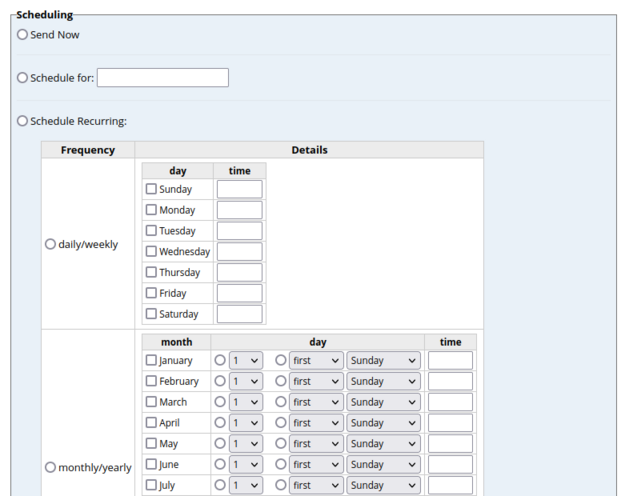 Scheduling
Send Now
Schedule for:
Schedule Recurring:
Frequency Details
day time
Sunday
Monday
Tuesday
daily/weekly Wednesday
Thursday
Friday
Saturday
month day time
January 1 first Sunday
February 1 first Sunday
March 1 first Sunday
April 1 first Sunday
May 1 first Sunday
monthly/yearly June 1 first Sunday
July 1 first Sunday